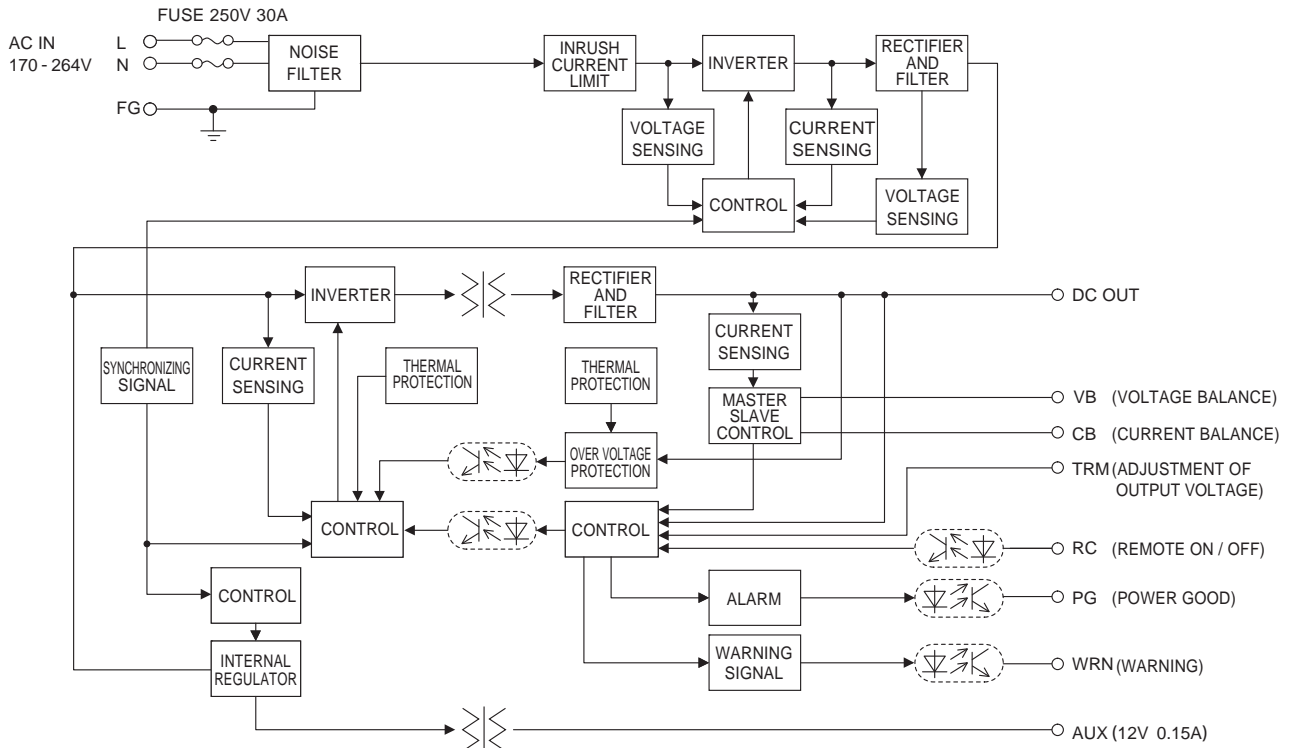 FUSE 250V 30A
AC IN
170 - 264V
L
N
FG
NOISE
FILTER
INRUSH
CURRENT
LIMIT
INVERTER
RECTIFIER
AND
FILTER
VOLTAGE
SENSING
CURRENT
SENSING
CONTROL
VOLTAGE
SENSING
INVERTER
RECTIFIER
AND
FILTER
DC OUT
SYNCHRONIZING
SIGNAL
CURRENT
SENSING
THERMAL
PROTECTION
THERMAL
PROTECTION
CURRENT
SENSING
MASTER
SLAVE
CONTROL
VB (VOLTAGE BALANCE)
CB (CURRENT BALANCE)
OVER VOLTAGE
PROTECTION
TRM (ADJUSTMENT OF
OUTPUT VOLTAGE)
CONTROL
CONTROL
RC (REMOTE ON / OFF)
CONTROL
ALARM
PG (POWER GOOD)
INTERNAL
REGULATOR
WARNING
SIGNAL
WRN (WARNING)
AUX (12V 0.15A)